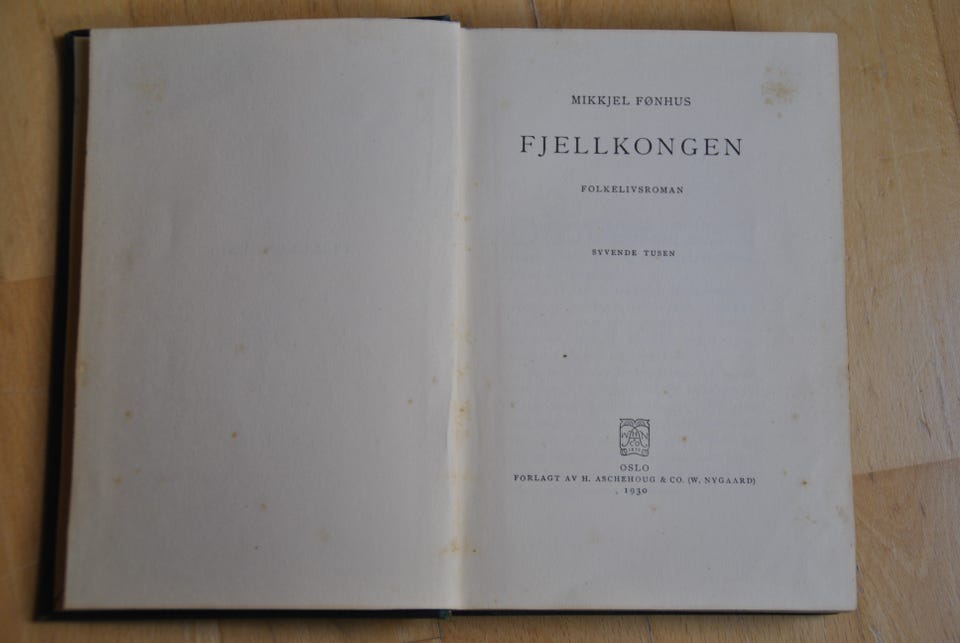 MIKKJEL FØNHUS
FJELLKONGEN
FOLKELIVSROMAN
SYVENDE TUSEN
OSLO
FORLAGT AV H. ASCHEHOUG & CO. (W. NYGAARD)
1930